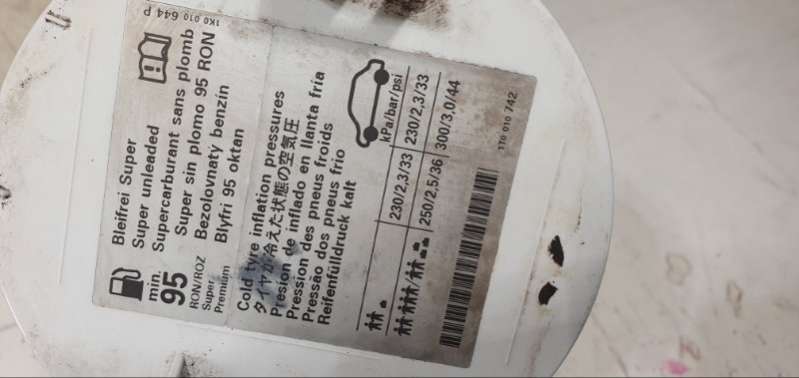 1K0 010 644 P
Bleifrei Super
Super unleaded
Supercarburant sans plomb
Super sin plomo 95 RON
Bezolovnatý benzin
Blyfri 95 oktan
min.
95
RON/ROZ
Super
Premium
Cold tyre inflation pressures
タイヤが冷えた状態の空気圧
Presion de inflado en llanta fria
Pression des pneus froids
Pressão dos pneus frio
Reifenfülldruck kalt
kPa/bar/psi
230/2,3/33 230/2,3/33
250/2,5/36 300/3,0/44
1T0 010 742